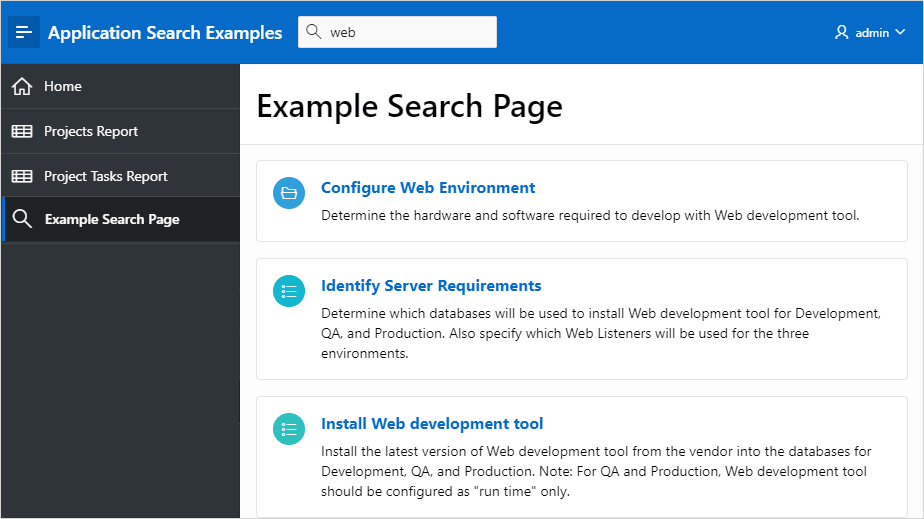 Application Search Examples
web
admin
Home
Projects Report
Project Tasks Report
Example Search Page
Example Search Page
Configure Web Environment
Determine the hardware and software required to develop with Web development tool.
Identify Server Requirements
Determine which databases will be used to install Web development tool for Development,
QA, and Production. Also specify which Web Listeners will be used for the three
environments.
Install Web development tool
Install the latest version of Web development tool from the vendor into the databases for
Development, QA, and Production. Note: For QA and Production, Web development tool
should be configured as "run time" only.